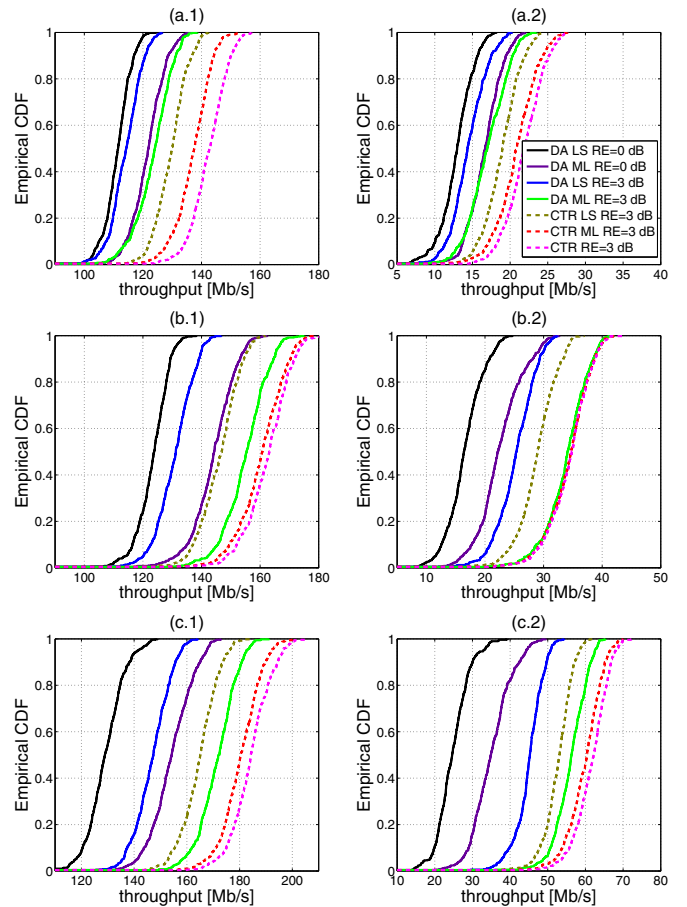 (a.1)
Empirical CDF
1
0.8
0.6
0.4
0.2
0
100 120 140 160 180
throughput [Mb/s]
(a.2)
Empirical CDF
1
0.8
0.6
0.4
0.2
0
5 10 15 20 25 30 35 40
throughput [Mb/s]
DA LS RE=0 dB
DA ML RE=0 dB
DA LS RE=3 dB
DA ML RE=3 dB
CTR LS RE=3 dB
CTR ML RE=3 dB
CTR RE=3 dB
(b.1)
Empirical CDF
1
0.8
0.6
0.4
0.2
0
100 120 140 160 180
throughput [Mb/s]
(b.2)
Empirical CDF
1
0.8
0.6
0.4
0.2
0
5 10 20 30 40 50
throughput [Mb/s]
(c.1)
Empirical CDF
1
0.8
0.6
0.4
0.2
0
120 140 160 180 200
throughput [Mb/s]
(c.2)
Empirical CDF
1
0.8
0.6
0.4
0.2
0
10 20 30 40 50 60 70 80
throughput [Mb/s]